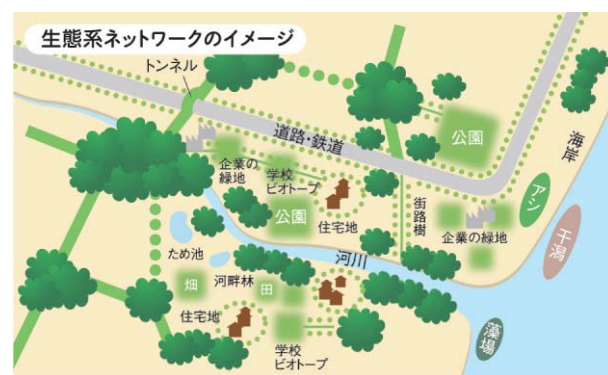 生態系ネットワークのイメージ
トンネル
道路・鉄道
公園
海岸
企業の
緑地
学校
ビオトープ
公園
住宅地
街路樹
企業の緑地
アシ
干潟
ため池
河川
畑
河畔林
田
住宅地
学校
ビオトープ
藻場